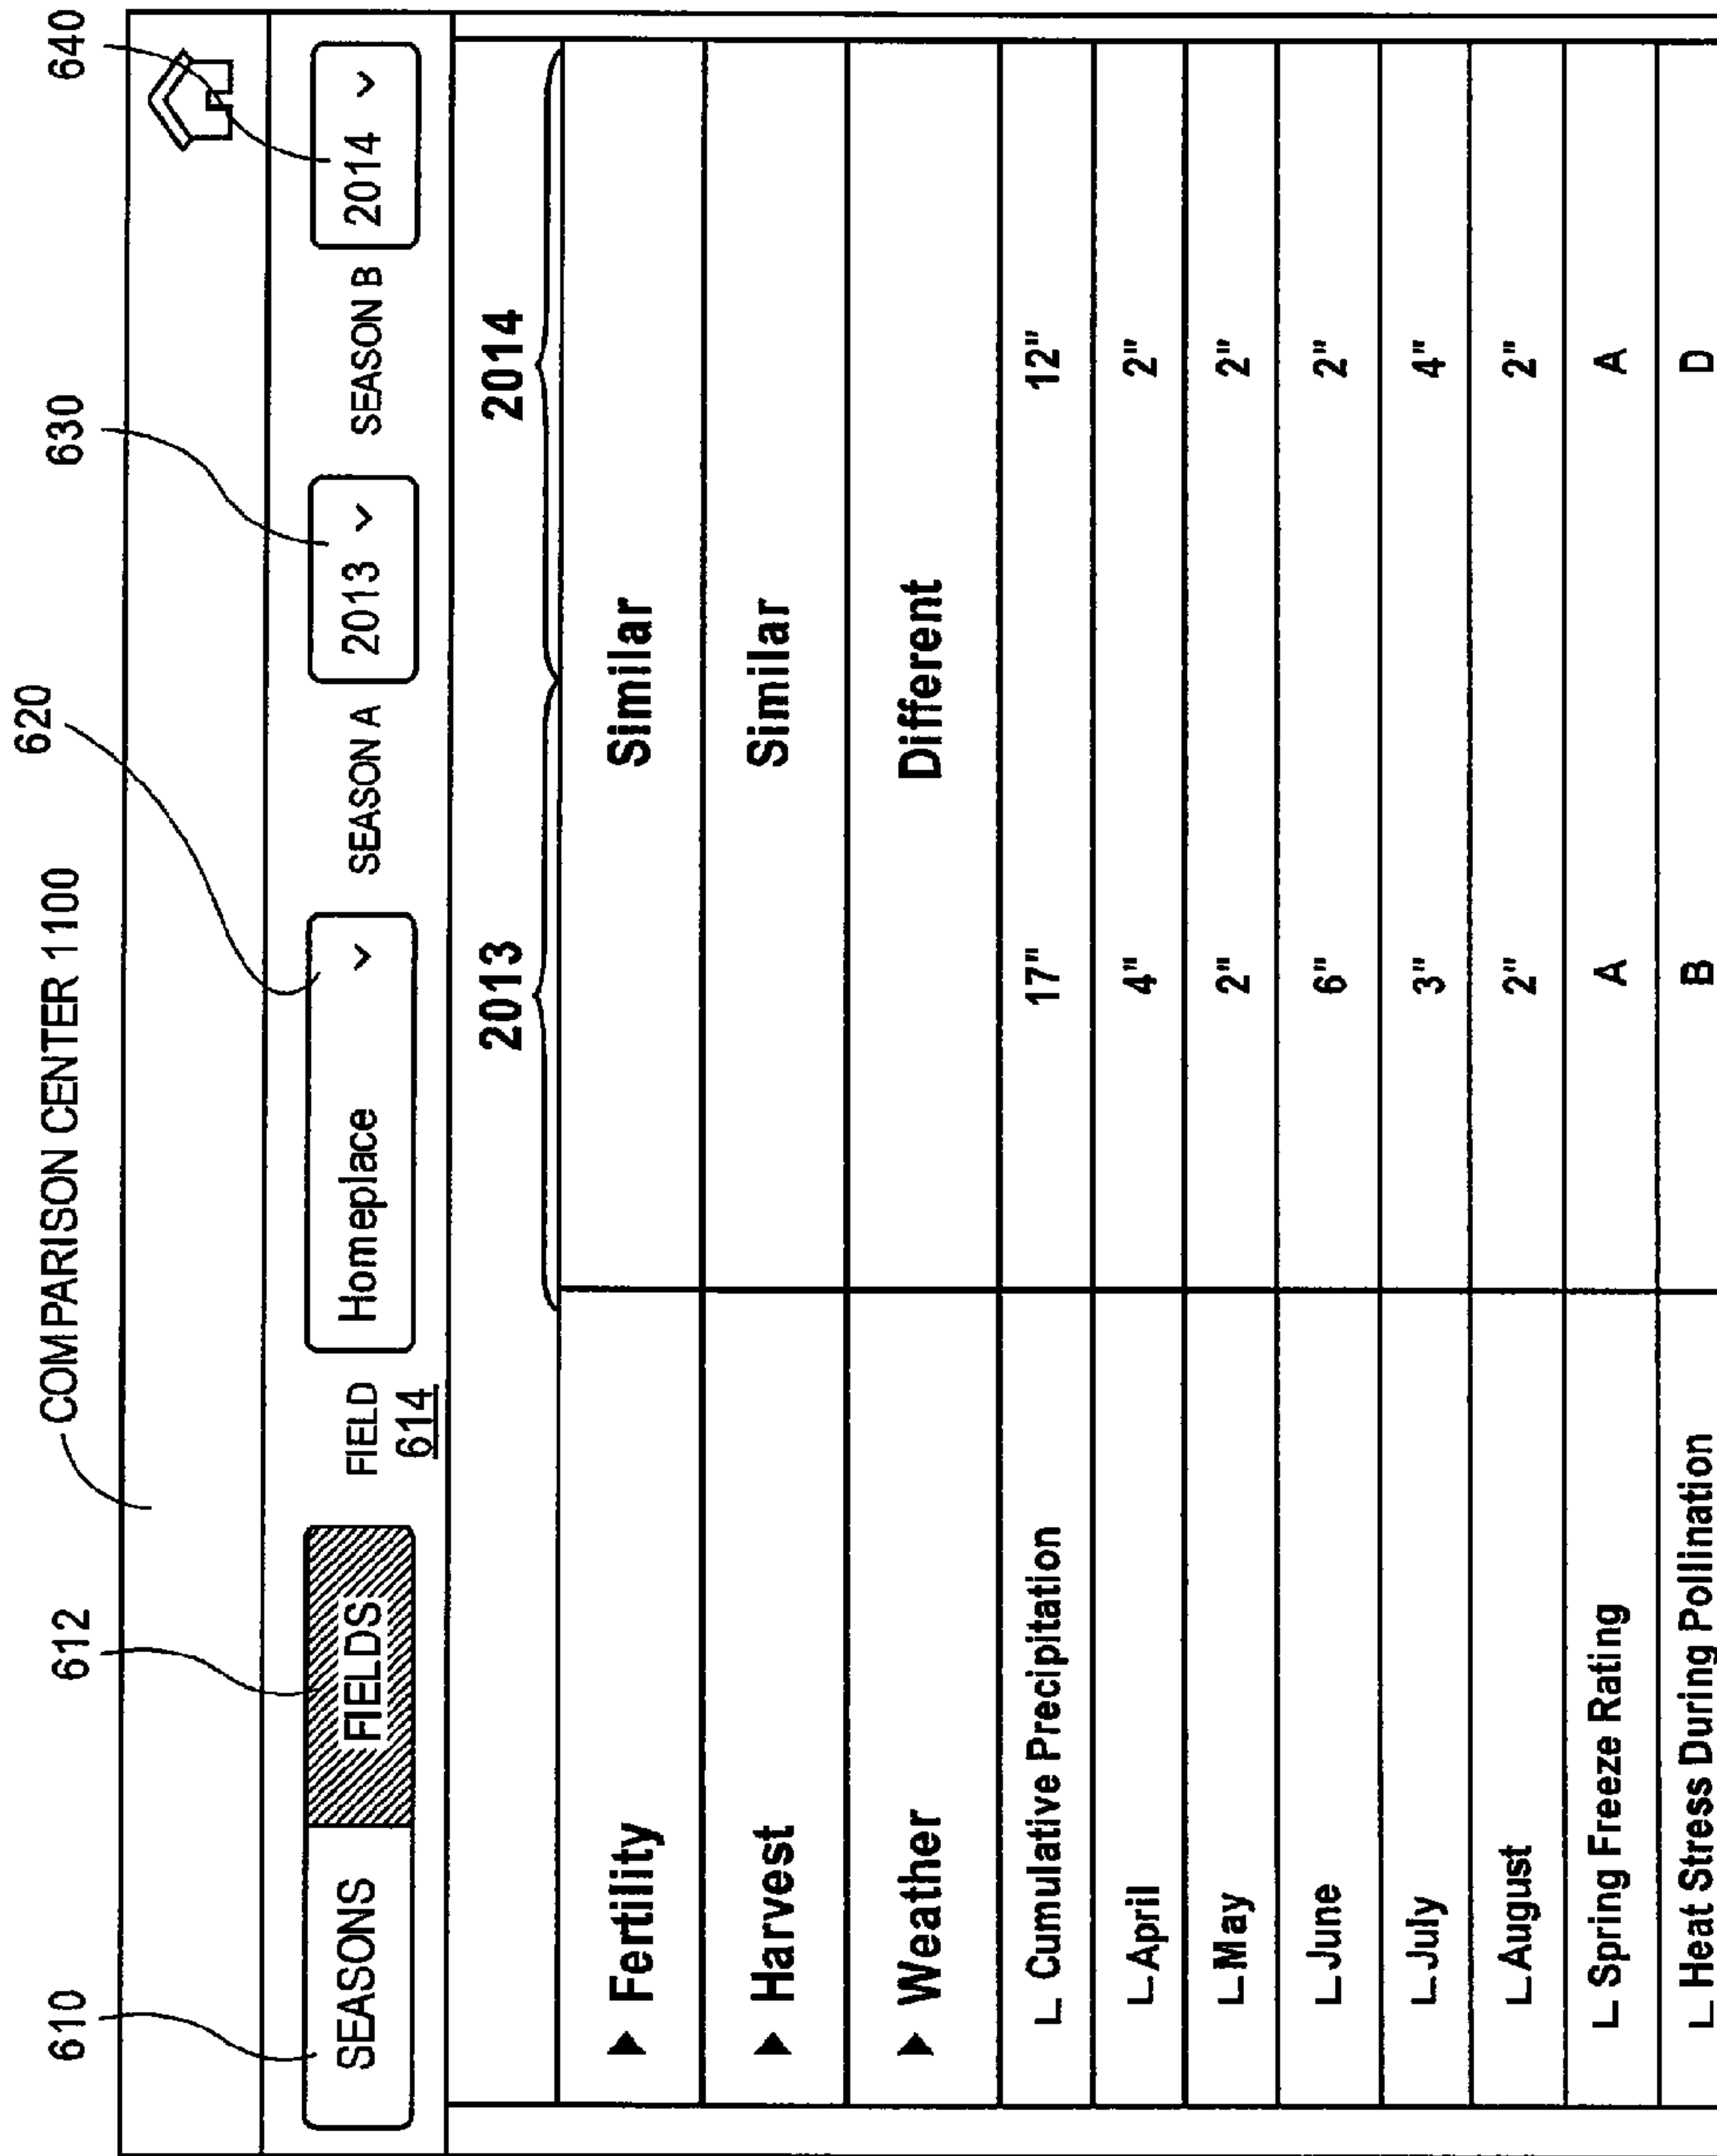 COMPARISON CENTER 1100
610 612 620 630 640
SEASONS FIELDS FIELD Homeplace SEASON A 2013 SEASON B 2014
614
2013 2014
Fertility Similar
Harvest Similar
Weather Different
Cumulative Precipitation 17" 12"
April 4" 2"
May 2" 2"
June 6" 2"
July 3" 4"
August 2" 2"
Spring Freeze Rating A A
Heat Stress During Pollination B D